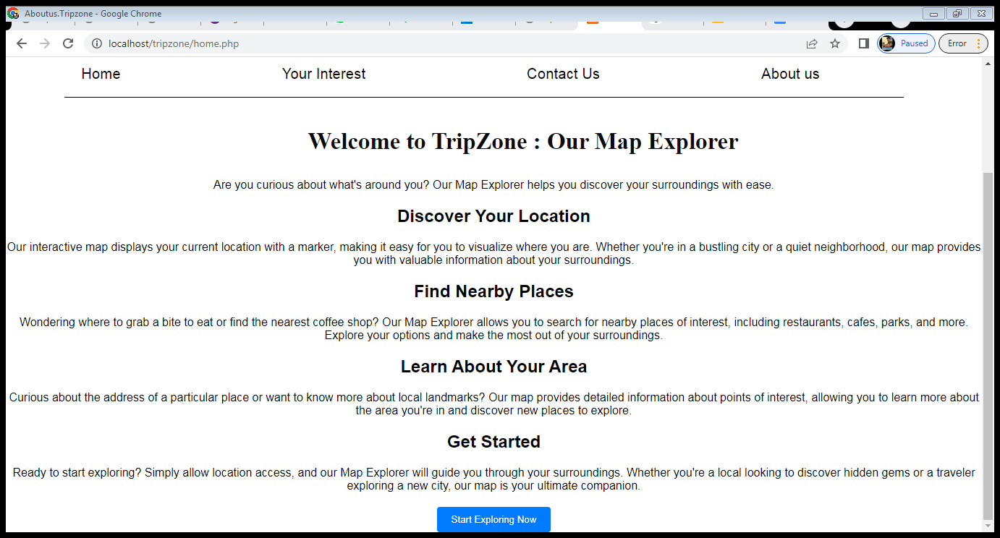 Aboutus.Tripzone - Google Chrome
localhost/tripzone/home.php
Paused
Error
Home
Your Interest
Contact Us
About us
Welcome to TripZone : Our Map Explorer
Are you curious about what's around you? Our Map Explorer helps you discover your surroundings with ease.
Discover Your Location
Our interactive map displays your current location with a marker, making it easy for you to visualize where you are. Whether you're in a bustling city or a quiet neighborhood, our map provides
you with valuable information about your surroundings.
Find Nearby Places
Wondering where to grab a bite to eat or find the nearest coffee shop? Our Map Explorer allows you to search for nearby places of interest, including restaurants, cafes, parks, and more.
Explore your options and make the most out of your surroundings.
Learn About Your Area
Curious about the address of a particular place or want to know more about local landmarks? Our map provides detailed information about points of interest, allowing you to learn more about
the area you're in and discover new places to explore.
Get Started
Ready to start exploring? Simply allow location access, and our Map Explorer will guide you through your surroundings. Whether you're a local looking to discover hidden gems or a traveler
exploring a new city, our map is your ultimate companion.
Start Exploring Now